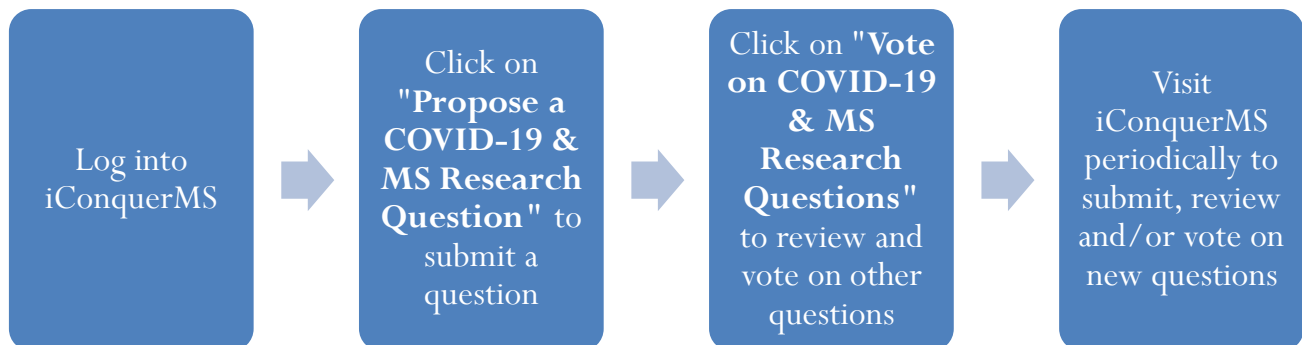 Log into
iConquerMS
Click on
"Propose a
COVID-19 &
MS Research
Question" to
submit a
question
Click on "Vote
on COVID-19
& MS
Research
Questions"
to review and
vote on other
questions
Visit
iConquerMS
periodically to
submit, review
and/or vote on
new questions